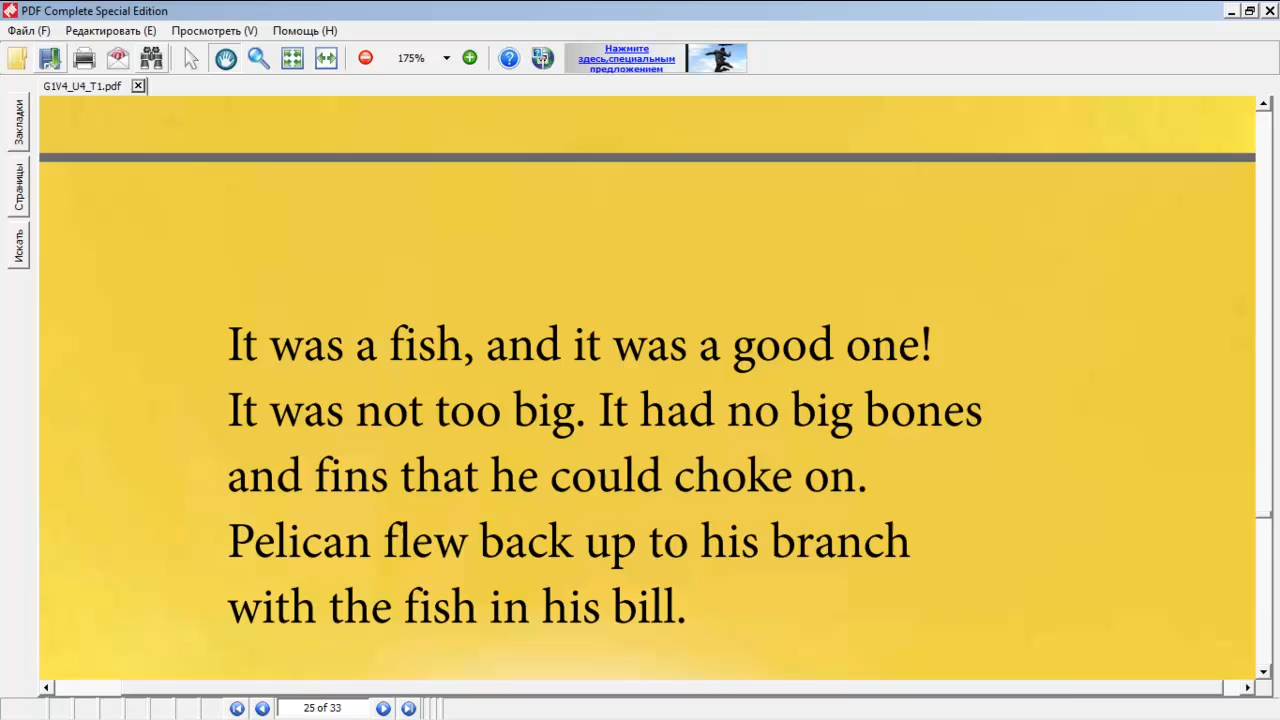 PDF Complete Special Edition
Файл (F) Редактировать (E) Просмотреть (V) Помощь (H)
175%
Нажмите
здесь,специальным
предложением
G1V4_U4_T1.pdf
Закладки
Страницы
Искать
It was a fish, and it was a good one!
It was not too big. It had no big bones
and fins that he could choke on.
Pelican flew back up to his branch
with the fish in his bill.
25 of 33